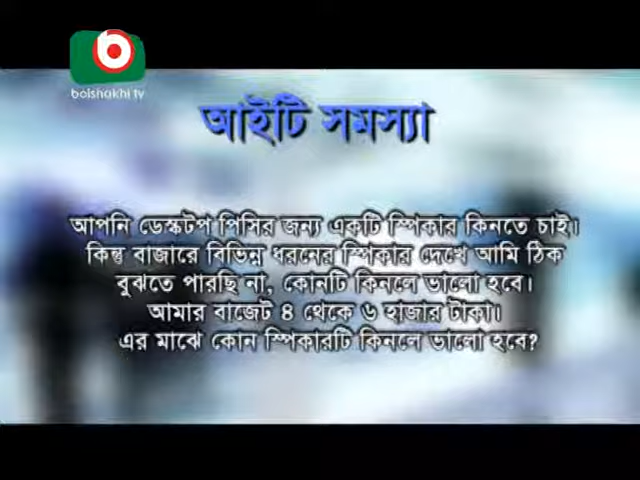 boishakhi tv
আইটি সমস্যা
আপনি ডেস্কটপ পিসির জন্য একটি স্পিকার কিনতে চাই।
কিন্তু বাজারে বিভিন্ন ধরনের স্পিকার দেখে আমি ঠিক
বুঝতে পারছি না, কোনটি কিনলে ভালো হবে।
আমার বাজেট ৪ থেকে ৬ হাজার টাকা।
এর মাঝে কোন স্পিকারটি কিনলে ভালো হবে?